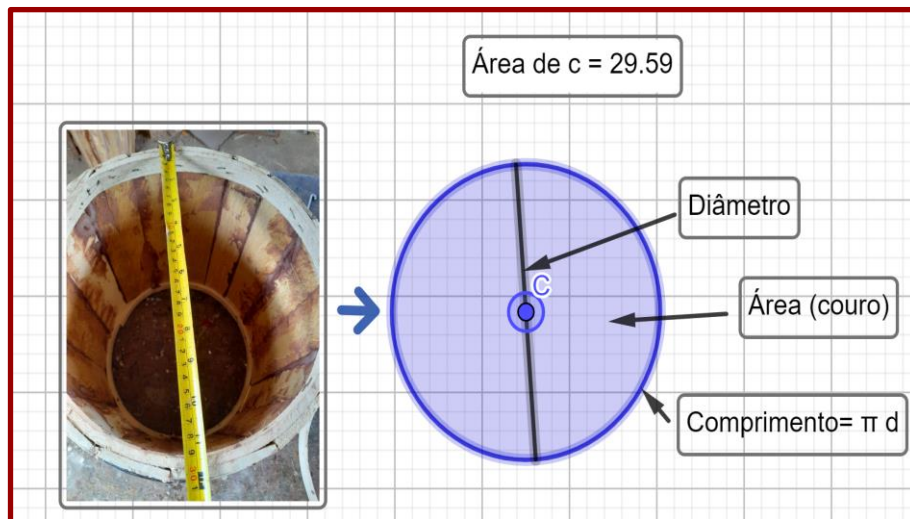 Área de c = 29.59
Diâmetro
C
Área (couro)
Comprimento= π d